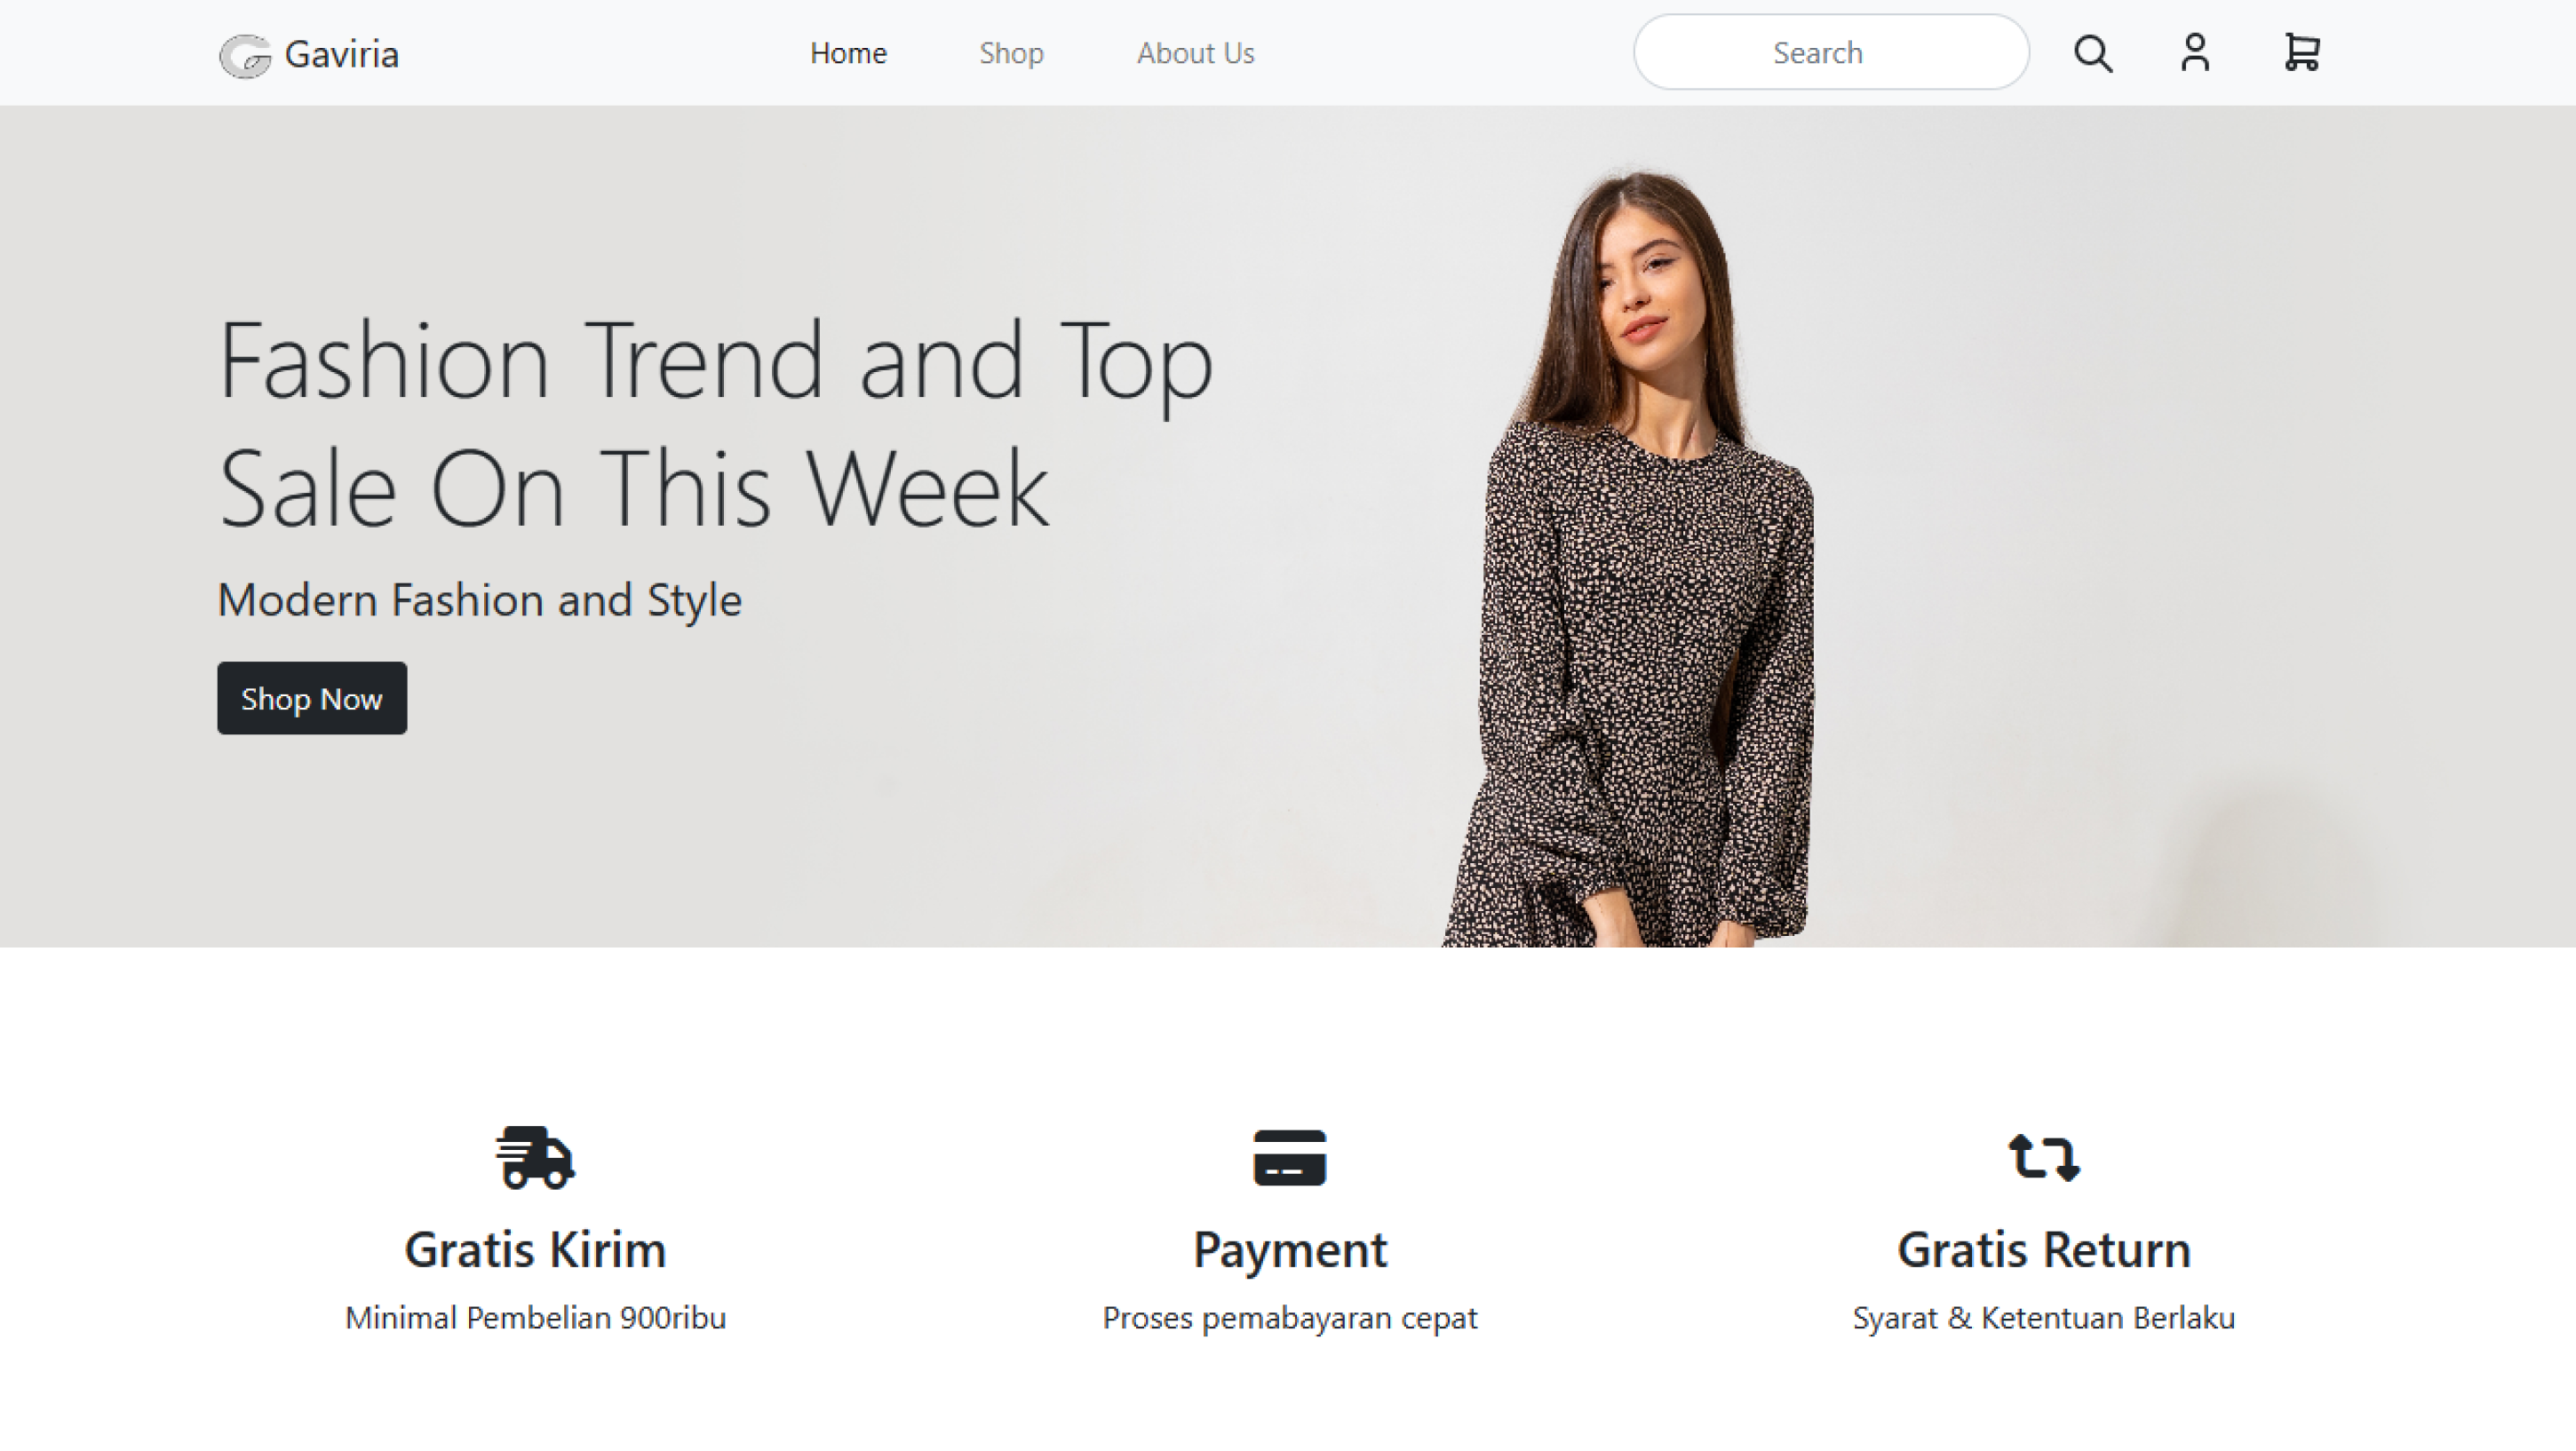 Gaviria
Home
Shop
About Us
Search
Fashion Trend and Top
Sale On This Week
Modern Fashion and Style
Shop Now
Gratis Kirim
Minimal Pembelian 900ribu
Payment
Proses pemabayaran cepat
Gratis Return
Syarat & Ketentuan Berlaku